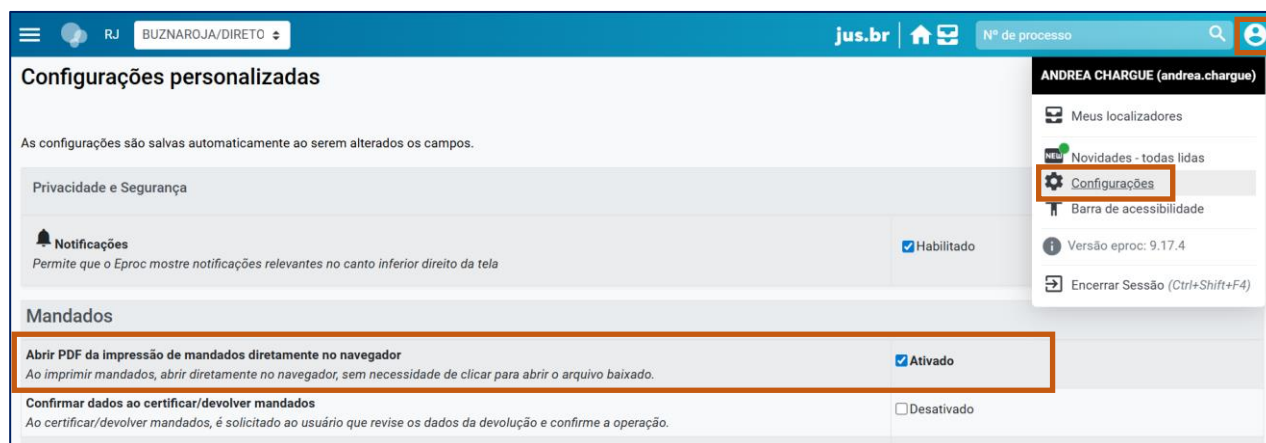 RJ
BUZNAROJA/DIRETO
jus.br
Nº de processo
Configurações personalizadas
ANDREA CHARGUE (andrea.chargue)
Meus localizadores
NEW
Novidades - todas lidas
Configurações
Barra de acessibilidade
Versão eproc: 9.17.4
Encerrar Sessão (Ctrl+Shift+F4)
As configurações são salvas automaticamente ao serem alterados os campos.
Privacidade e Segurança
Notificações
Permite que o Eproc mostre notificações relevantes no canto inferior direito da tela
Habilitado
Mandados
Abrir PDF da impressão de mandados diretamente no navegador
Ao imprimir mandados, abrir diretamente no navegador, sem necessidade de clicar para abrir o arquivo baixado.
Ativado
Confirmar dados ao certificar/devolver mandados
Ao certificar/devolver mandados, é solicitado ao usuário que revise os dados da devolução e confirme a operação.
Desativado